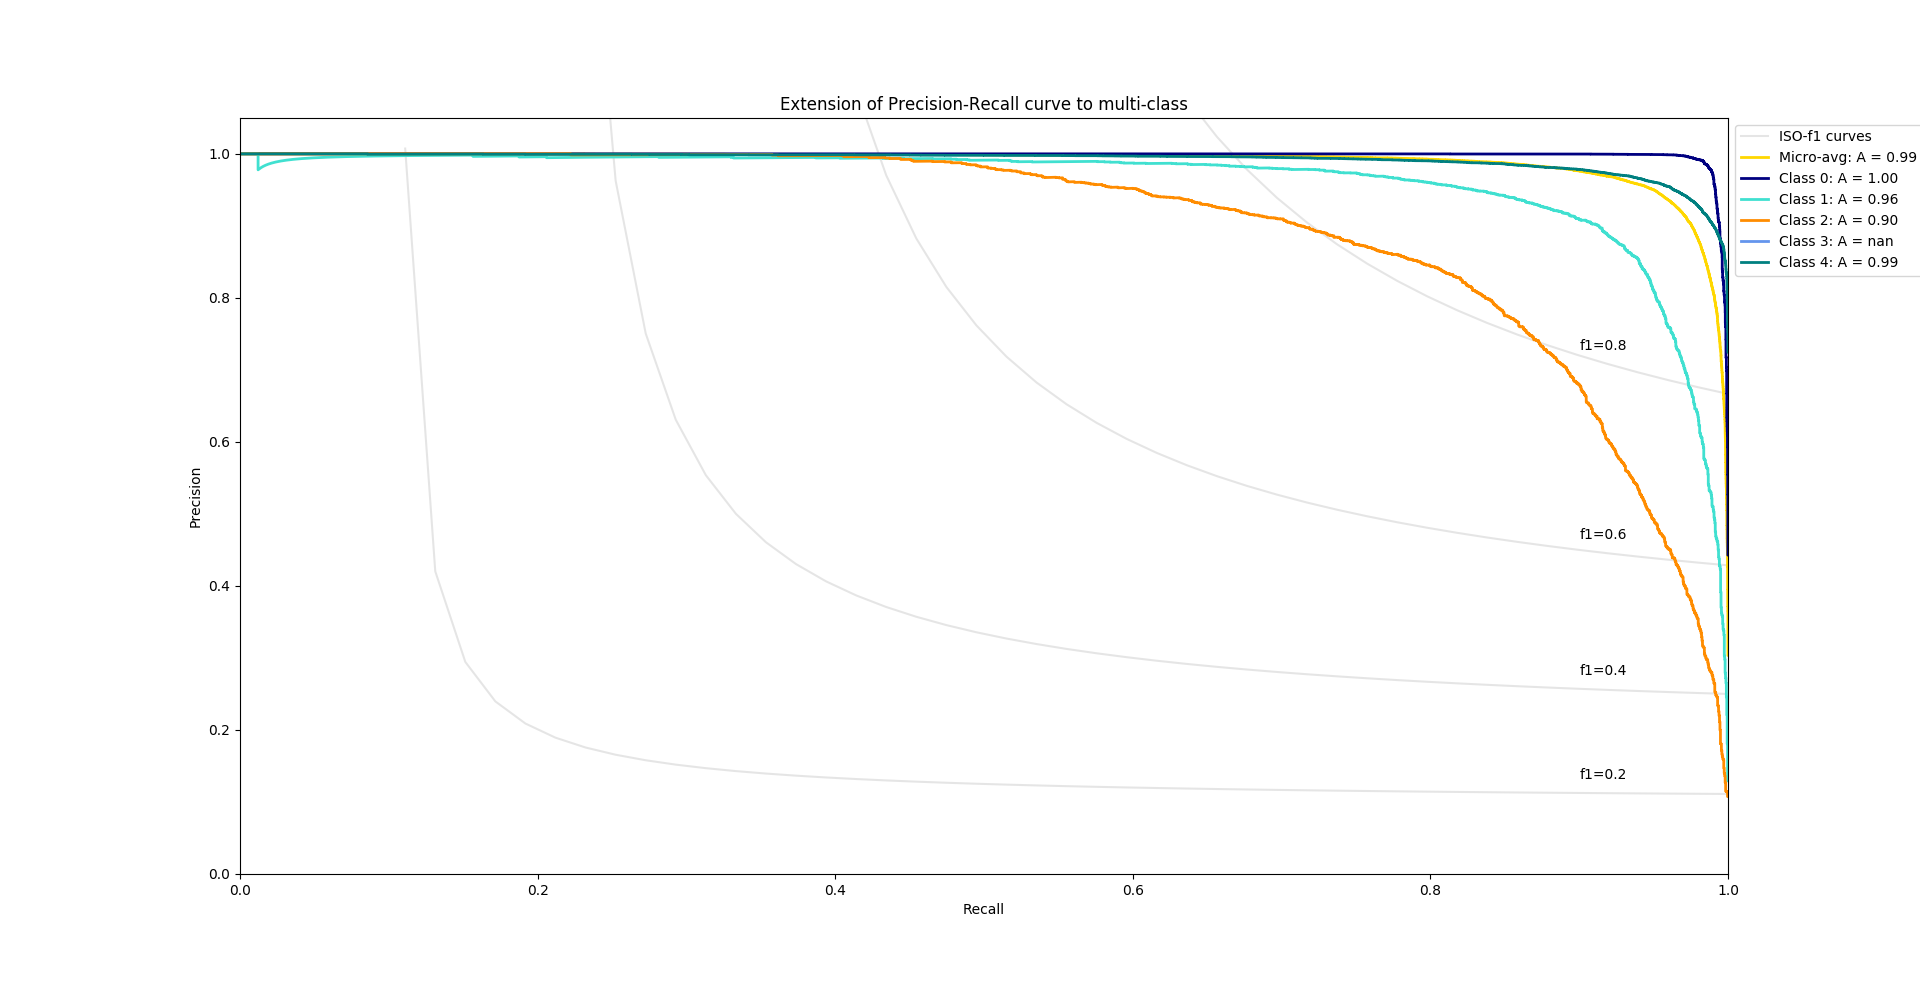 Extension of Precision-Recall curve to multi-class
ISO-f1 curves
Micro-avg: A = 0.99
Class 0: A = 1.00
Class 1: A = 0.96
Class 2: A = 0.90
Class 3: A = nan
Class 4: A = 0.99
1.0
0.8
0.6
0.4
0.2
0.0
Precision
f1=0.8
f1=0.6
f1=0.4
f1=0.2
0.0 0.2 0.4 0.6 0.8 1.0
Recall